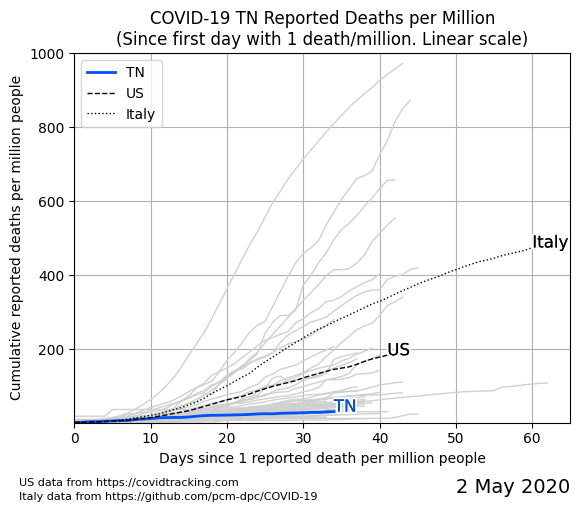 COVID-19 TN Reported Deaths per Million
(Since first day with 1 death/million. Linear scale)
TN
US
Italy
Cumulative reported deaths per million people
1000
800
600
400
200
Italy
US
TN
0
10
20
30
40
50
60
Days since 1 reported death per million people
US data from https://covidtracking.com
Italy data from https://github.com/pcm-dpc/COVID-19
2 May 2020